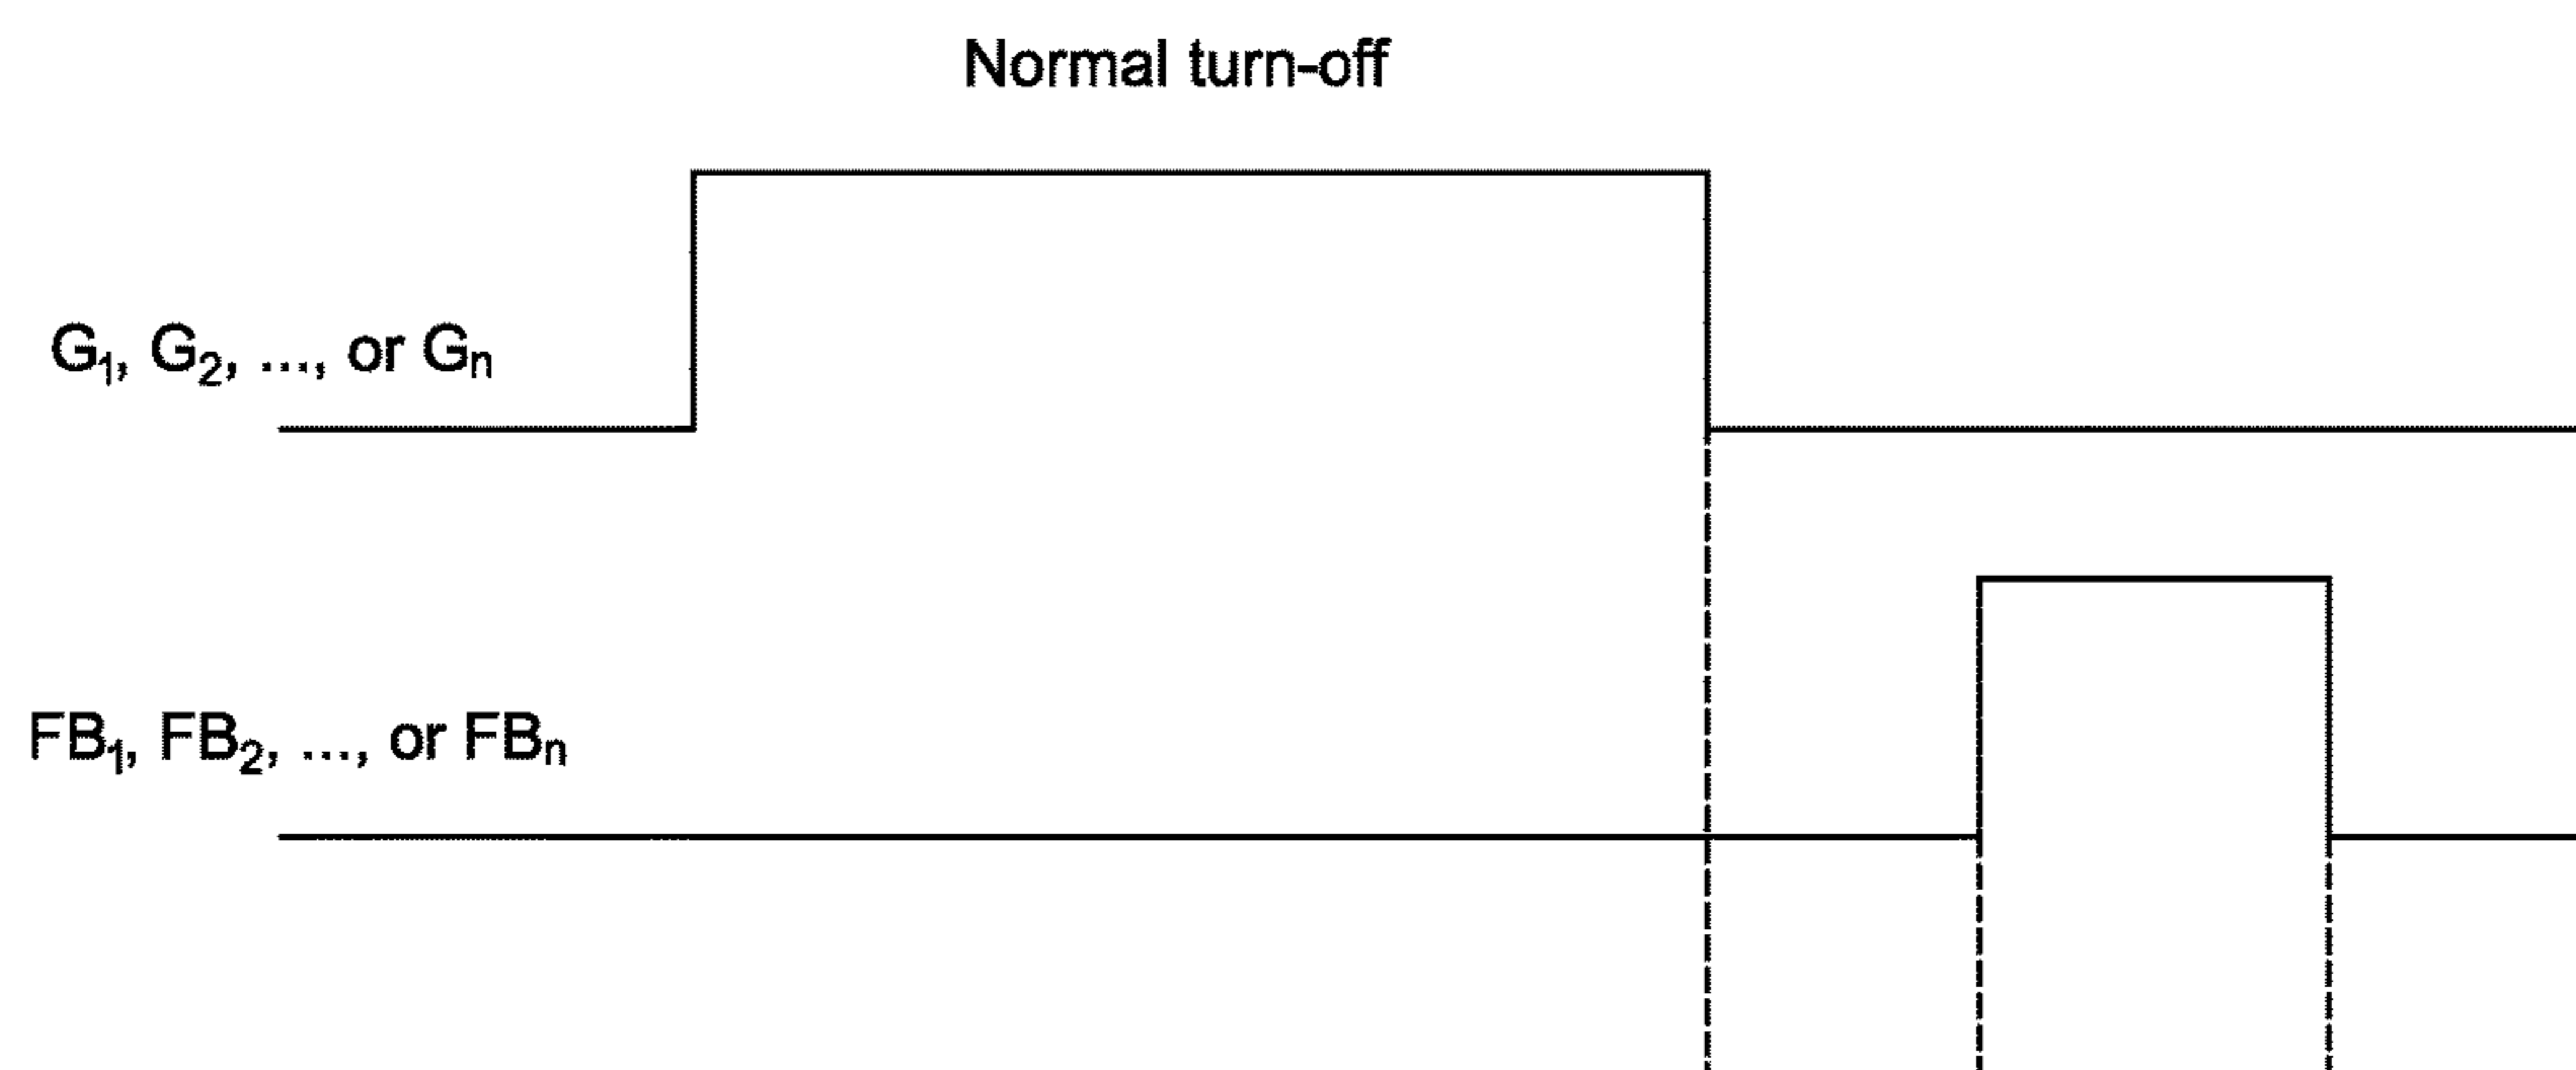 Normal turn-off
G₁, G₂, ..., or Gₙ
FB₁, FB₂, ..., or FBₙ